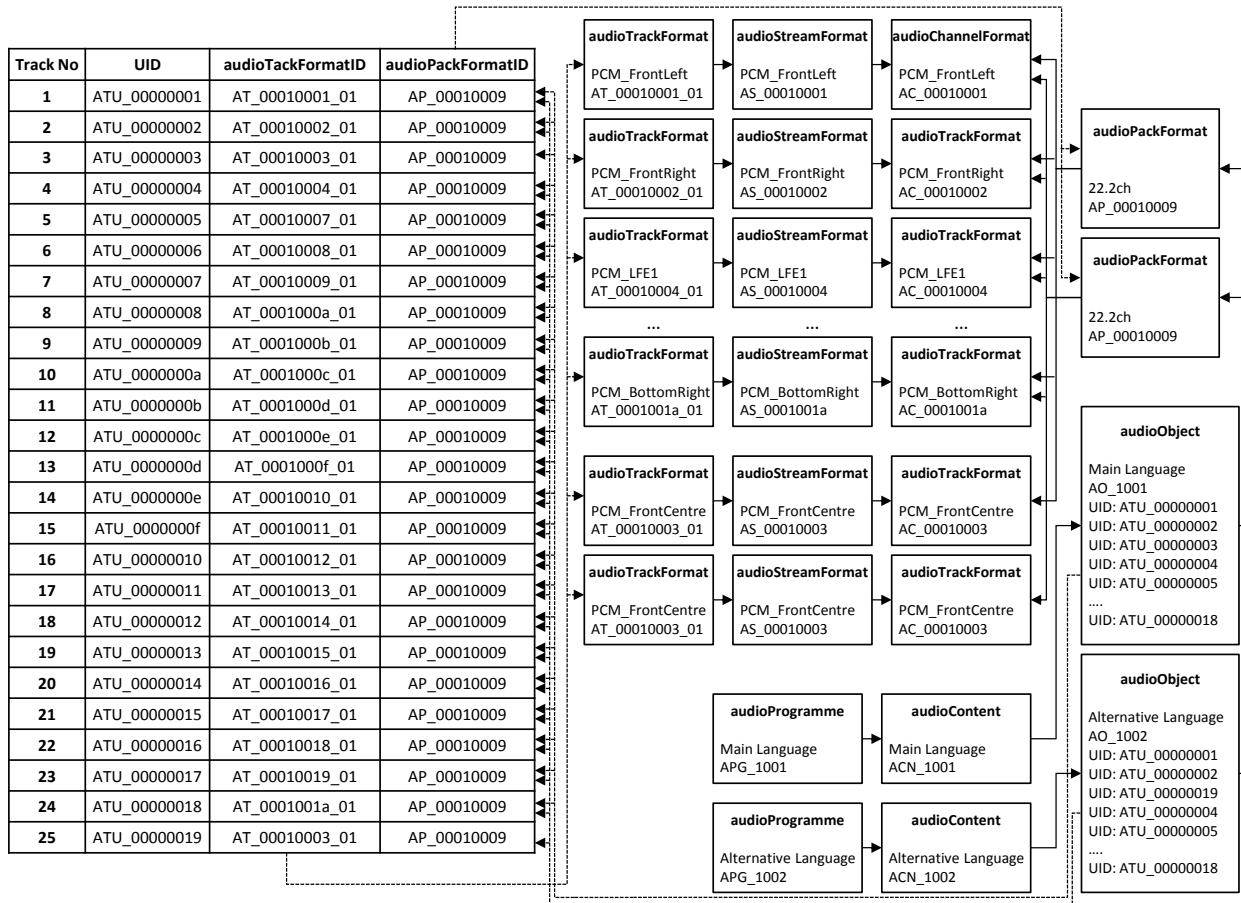 Track No UID audioTackFormatID audioPackFormatID
1 ATU_00000001 AT_00010001_01 AP_00010009
2 ATU_00000002 AT_00010002_01 AP_00010009
3 ATU_00000003 AT_00010003_01 AP_00010009
4 ATU_00000004 AT_00010004_01 AP_00010009
5 ATU_00000005 AT_00010007_01 AP_00010009
6 ATU_00000006 AT_00010008_01 AP_00010009
7 ATU_00000007 AT_00010009_01 AP_00010009
8 ATU_00000008 AT_0001000a_01 AP_00010009
9 ATU_00000009 AT_0001000b_01 AP_00010009
10 ATU_0000000a AT_0001000c_01 AP_00010009
11 ATU_0000000b AT_0001000d_01 AP_00010009
12 ATU_0000000c AT_0001000e_01 AP_00010009
13 ATU_0000000d AT_0001000f_01 AP_00010009
14 ATU_0000000e AT_00010010_01 AP_00010009
15 ATU_0000000f AT_00010011_01 AP_00010009
16 ATU_00000010 AT_00010012_01 AP_00010009
17 ATU_00000011 AT_00010013_01 AP_00010009
18 ATU_00000012 AT_00010014_01 AP_00010009
19 ATU_00000013 AT_00010015_01 AP_00010009
20 ATU_00000014 AT_00010016_01 AP_00010009
21 ATU_00000015 AT_00010017_01 AP_00010009
22 ATU_00000016 AT_00010018_01 AP_00010009
23 ATU_00000017 AT_00010019_01 AP_00010009
24 ATU_00000018 AT_0001001a_01 AP_00010009
25 ATU_00000019 AT_00010003_01 AP_00010009
audioTrackFormat
PCM_FrontLeft
AT_00010001_01
audioStreamFormat
PCM_FrontLeft
AS_00010001
audioChannelFormat
PCM_FrontLeft
AC_00010001
audioTrackFormat
PCM_FrontRight
AT_00010002_01
audioStreamFormat
PCM_FrontRight
AS_00010002
audioTrackFormat
PCM_FrontRight
AC_00010002
audioTrackFormat
PCM_LFE1
AT_00010004_01
audioStreamFormat
PCM_LFE1
AS_00010004
audioTrackFormat
PCM_LFE1
AC_00010004
... ... ...
audioTrackFormat
PCM_BottomRight
AT_0001001a_01
audioStreamFormat
PCM_BottomRight
AS_0001001a
audioTrackFormat
PCM_BottomRight
AC_0001001a
audioTrackFormat
PCM_FrontCentre
AT_00010003_01
audioStreamFormat
PCM_FrontCentre
AS_00010003
audioTrackFormat
PCM_FrontCentre
AC_00010003
audioTrackFormat
PCM_FrontCentre
AT_00010003_01
audioStreamFormat
PCM_FrontCentre
AS_00010003
audioTrackFormat
PCM_FrontCentre
AC_00010003
audioPackFormat
22.2ch
AP_00010009
audioPackFormat
22.2ch
AP_00010009
audioObject
Main Language
AO_1001
UID: ATU_00000001
UID: ATU_00000002
UID: ATU_00000003
UID: ATU_00000004
UID: ATU_00000005
....
UID: ATU_00000018
audioObject
Alternative Language
AO_1002
UID: ATU_00000001
UID: ATU_00000002
UID: ATU_00000019
UID: ATU_00000004
UID: ATU_00000005
....
UID: ATU_00000018
audioProgramme
Main Language
APG_1001
audioContent
Main Language
ACN_1001
audioProgramme
Alternative Language
APG_1002
audioContent
Alternative Language
ACN_1002